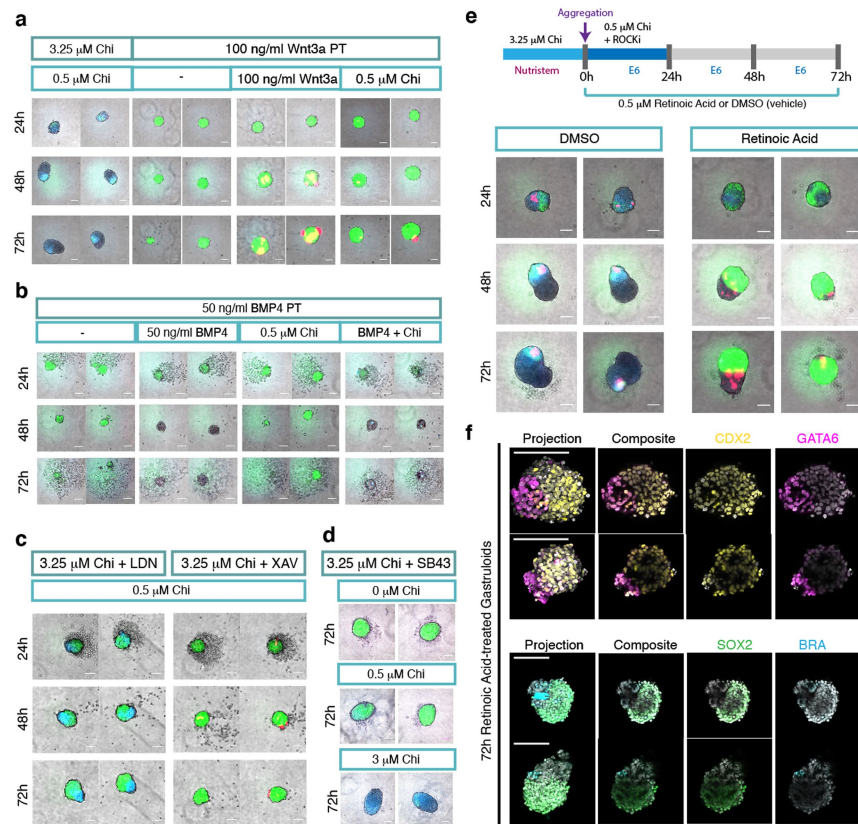 a
3.25 μM Chi
100 ng/ml Wnt3a PT
0.5 μM Chi
-
100 ng/ml Wnt3a
0.5 μM Chi
24h
48h
72h
b
50 ng/ml BMP4 PT
-
50 ng/ml BMP4
0.5 μM Chi
BMP4 + Chi
24h
48h
72h
c
3.25 μM Chi + LDN
3.25 μM Chi + XAV
0.5 μM Chi
24h
48h
72h
d
3.25 μM Chi + SB43
0 μM Chi
72h
0.5 μM Chi
72h
3 μM Chi
72h
e
Aggregation
3.25 μM Chi
0.5 μM Chi
+ ROCKi
Nutristem
E6
E6
E6
0h
24h
48h
72h
0.5 μM Retinoic Acid or DMSO (vehicle)
DMSO
Retinoic Acid
24h
48h
72h
f
72h Retinoic Acid-treated Gastruloids
Projection
Composite
CDX2
GATA6
Projection
Composite
SOX2
BRA